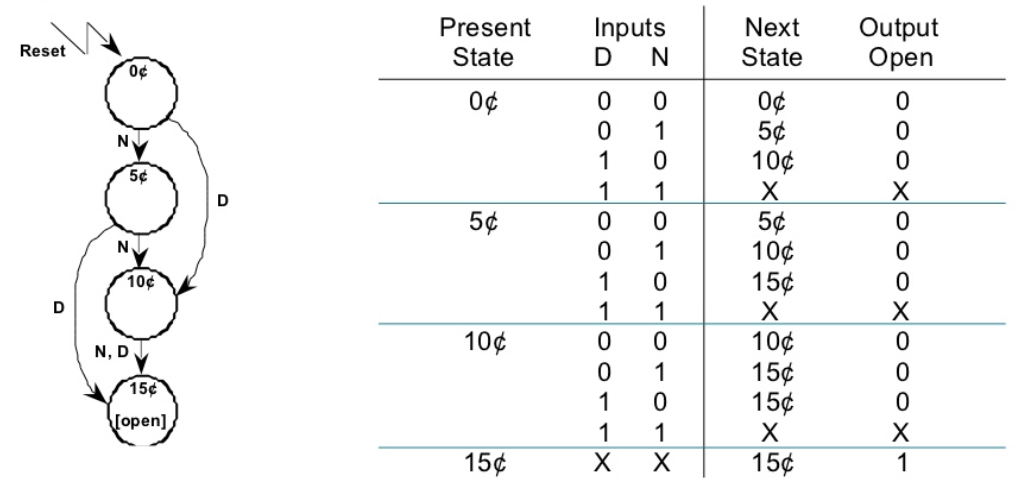 Reset
0¢
N
5¢
D
N
10¢
D
N, D
15¢
[open]
Present Inputs Next Output
State D N State Open
0¢ 0 0 0¢ 0
0 1 5¢ 0
1 0 10¢ 0
1 1 X X
5¢ 0 0 5¢ 0
0 1 10¢ 0
1 0 15¢ 0
1 1 X X
10¢ 0 0 10¢ 0
0 1 15¢ 0
1 0 15¢ 0
1 1 X X
15¢ X X 15¢ 1